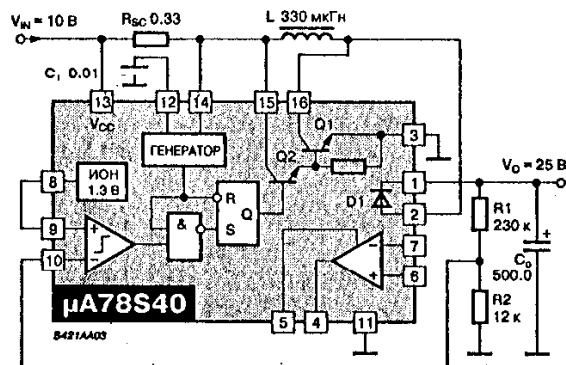 V_IN = 10 В
R_SC 0.33
L 330 мкГн
C_I 0.01
13
12
14
15
16
V_CC
Q1
3
ГЕНЕРАТОР
Q2
V_O = 25 В
8
ИОН
1.3 В
R
1
D1
R1
230 к
+
9
+
&
S
Q
2
10
−
−
7
C_O
500.0
+
6
µA78S40
R2
12 к
5
4
11
Б421АА03